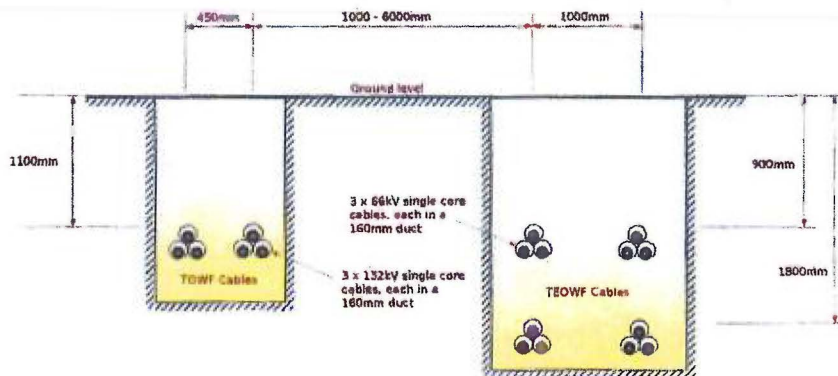 450mm
1000 - 6000mm
1000mm
Ground level
1100mm
900mm
3 x 66kV single core
cables, each in a
160mm duct
1800mm
TGWF Cables
3 x 132kV single core
cables, each in a
160mm duct
TEOWF Cables